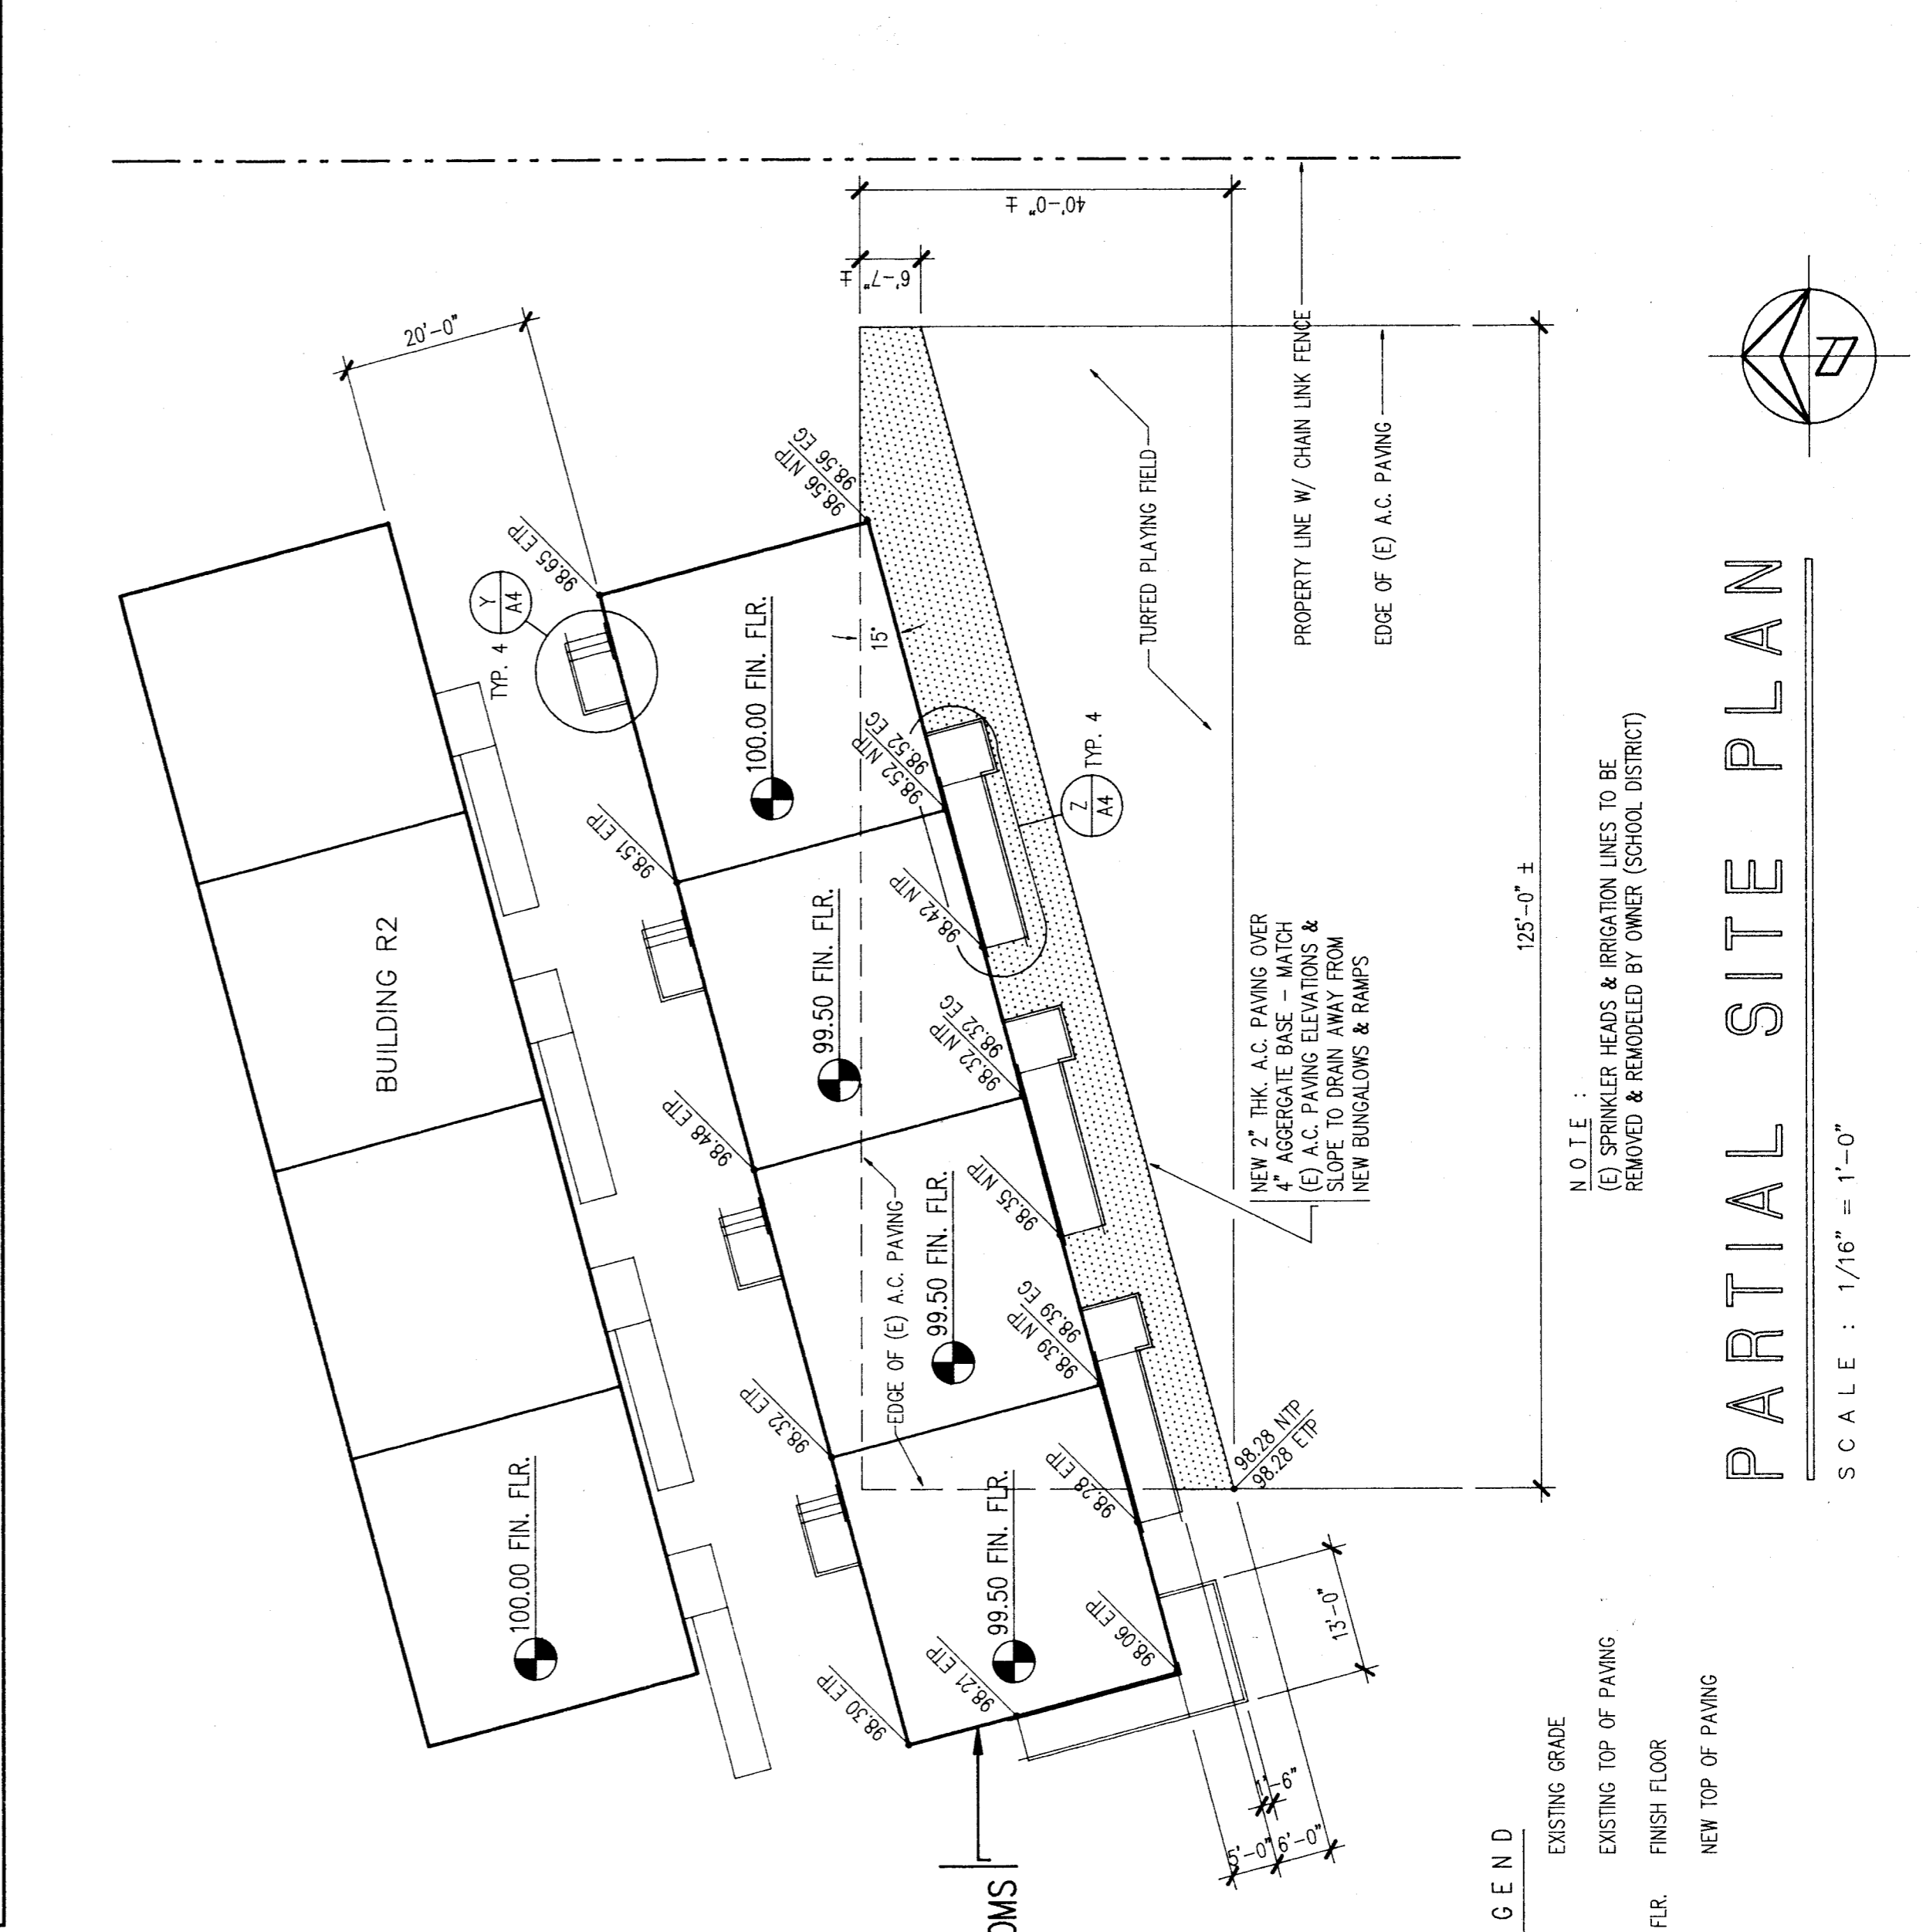 BUILDING R2
100.00 FIN. FLR.
20'-0"
TYP. 4
Y
A4
98.65 ETP
98.51 ETP
98.48 ETP
98.32 ETP
98.30 ETP
98.21 ETP
98.06 ETP
98.28 ETP
100.00 FIN. FLR.
99.50 FIN. FLR.
99.50 FIN. FLR.
99.50 FIN. FLR.
98.56 NTP
98.56 EG
98.52 NTP
98.52 EG
98.42 NTP
98.32 NTP
98.32 EG
98.35 NTP
98.39 NTP
98.39 EG
98.28 NTP
98.28 ETP
15°
6'-7" ±
40'-0" ±
EDGE OF (E) A.C. PAVING
Z
A4
TYP. 4
TURFED PLAYING FIELD
PROPERTY LINE W/ CHAIN LINK FENCE
EDGE OF (E) A.C. PAVING
NEW 2" THK. A.C. PAVING OVER
4" AGGERGATE BASE - MATCH
(E) A.C. PAVING ELEVATIONS &
SLOPE TO DRAIN AWAY FROM
NEW BUNGALOWS & RAMPS
125'-0" ±
13'-0"
1'-6"
5'-0"
6'-0"
OMS
NOTE :
(E) SPRINKLER HEADS & IRRIGATION LINES TO BE
REMOVED & REMODELED BY OWNER (SCHOOL DISTRICT)
GEND
EXISTING GRADE
EXISTING TOP OF PAVING
FLR. FINISH FLOOR
NEW TOP OF PAVING
PARTIAL SITE PLAN
SCALE : 1/16" = 1'-0"